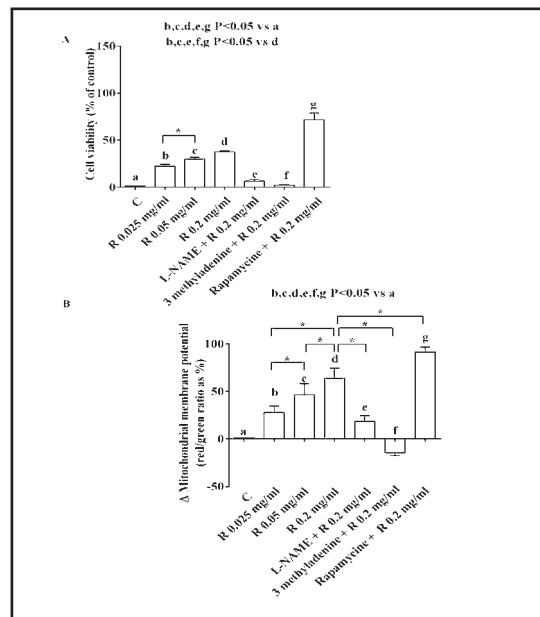 b,c,d,e,g P<0.05 vs a
b,c,e,f,g P<0.05 vs d
A
Cell viability (% of control)
150
100
50
0
a
b
*
c
d
e
f
g
C
R 0.025 mg/ml
R 0.05 mg/ml
R 0.2 mg/ml
L-NAME + R 0.2 mg/ml
3 methyladenine + R 0.2 mg/ml
Rapamycine + R 0.2 mg/ml
B
b,c,d,e,f,g P<0.05 vs a
Δ Mitochondrial membrane potential
(red/green ratio as %)
100
50
0
-50
*
*
*
*
*
*
a
b
c
d
e
f
g
C
R 0.025 mg/ml
R 0.05 mg/ml
R 0.2 mg/ml
L-NAME + R 0.2 mg/ml
3 methyladenine + R 0.2 mg/ml
Rapamycine + R 0.2 mg/ml